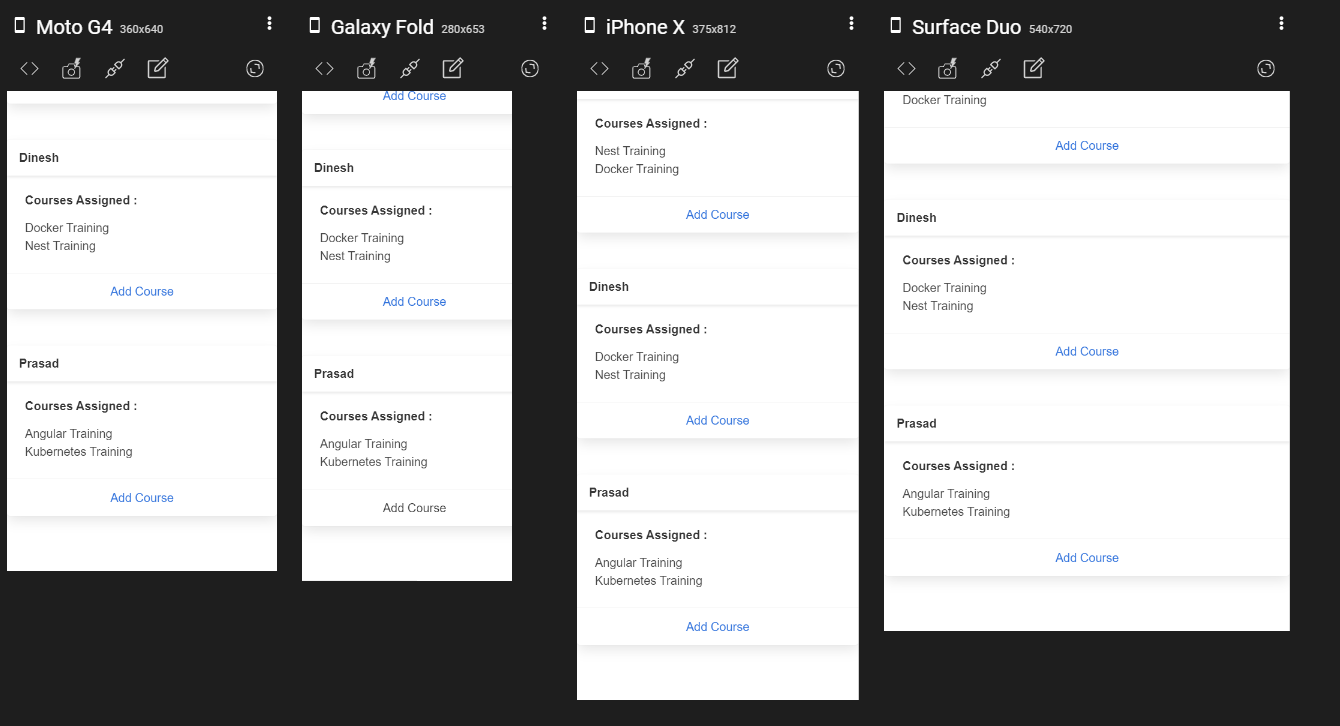 Moto G4 360x640
Dinesh
Courses Assigned :
Docker Training
Nest Training
Add Course
Prasad
Courses Assigned :
Angular Training
Kubernetes Training
Add Course
Galaxy Fold 280x653
Add Course
Dinesh
Courses Assigned :
Docker Training
Nest Training
Add Course
Prasad
Courses Assigned :
Angular Training
Kubernetes Training
Add Course
iPhone X 375x812
Courses Assigned :
Nest Training
Docker Training
Add Course
Dinesh
Courses Assigned :
Docker Training
Nest Training
Add Course
Prasad
Courses Assigned :
Angular Training
Kubernetes Training
Add Course
Surface Duo 540x720
Docker Training
Add Course
Dinesh
Courses Assigned :
Docker Training
Nest Training
Add Course
Prasad
Courses Assigned :
Angular Training
Kubernetes Training
Add Course